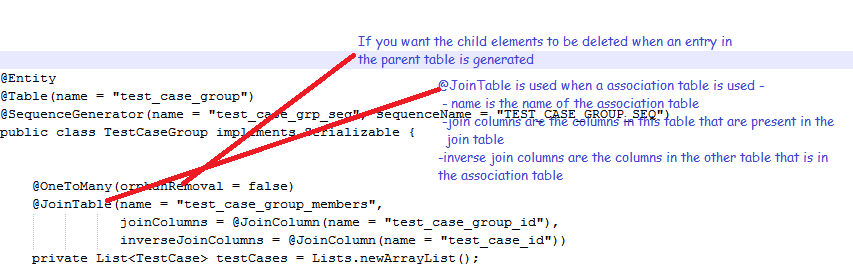 If you want the child elements to be deleted when an entry in
the parent table is generated
@Entity
@Table(name = "test_case_group")
@SequenceGenerator(name = "test_case_grp_seq", sequenceName = "TEST_CASE_GROUP_SEQ")
public class TestCaseGroup implements Serializable {
@JoinTable is used when a association table is used -
- name is the name of the association table
-join columns are the columns in this table that are present in the
join table
-inverse join columns are the columns in the other table that is in
the association table
@OneToMany(orphanRemoval = false)
@JoinTable(name = "test_case_group_members",
joinColumns = @JoinColumn(name = "test_case_group_id"),
inverseJoinColumns = @JoinColumn(name = "test_case_id"))
private List<TestCase> testCases = Lists.newArrayList();